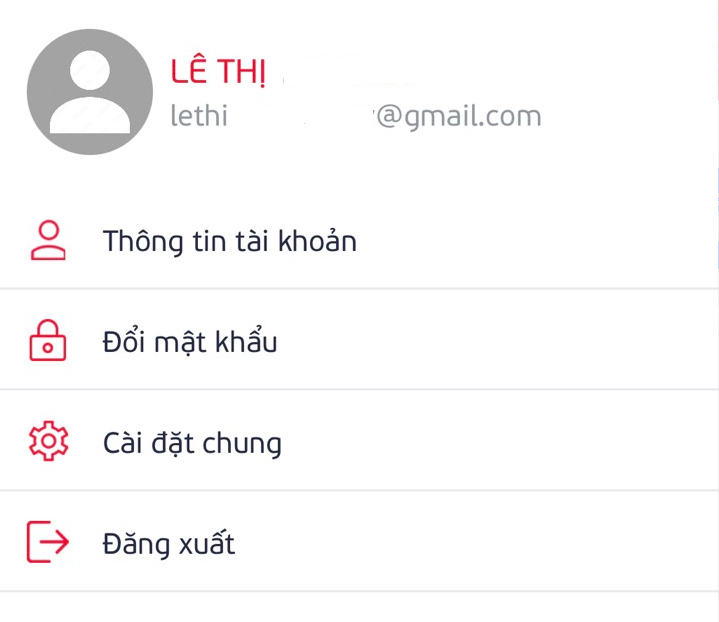 LÊ THỊ
lethi @gmail.com
Thông tin tài khoản
Đổi mật khẩu
Cài đặt chung
Đăng xuất